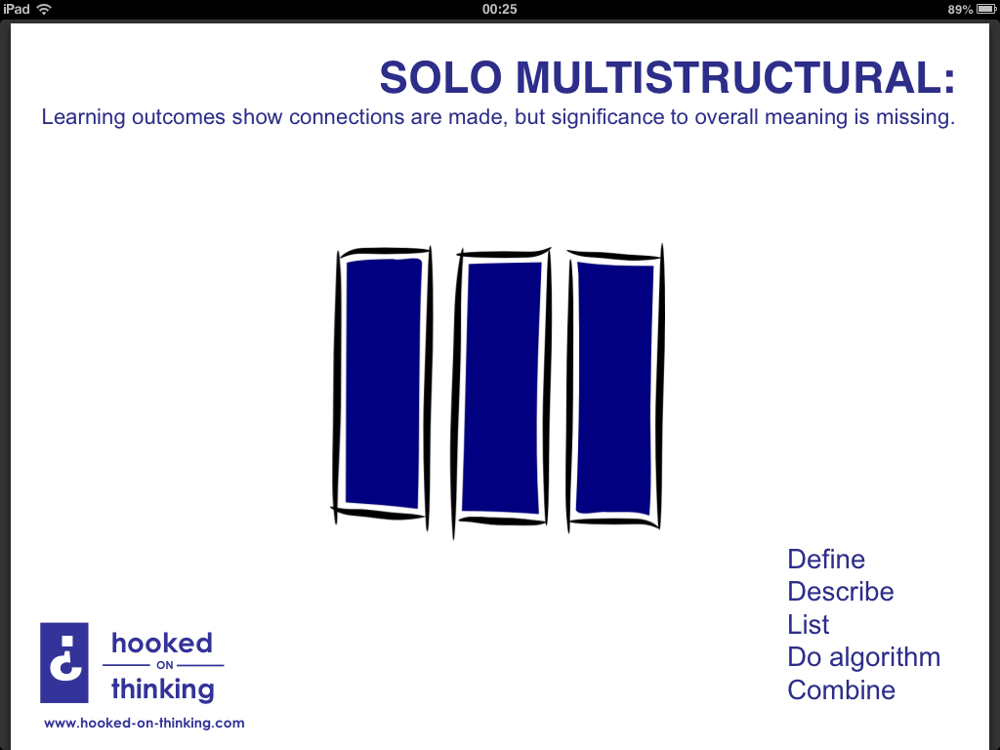 iPad 00:25 89%
SOLO MULTISTRUCTURAL:
Learning outcomes show connections are made, but significance to overall meaning is missing.
Define
Describe
List
Do algorithm
Combine
hooked
ON
thinking
www.hooked-on-thinking.com